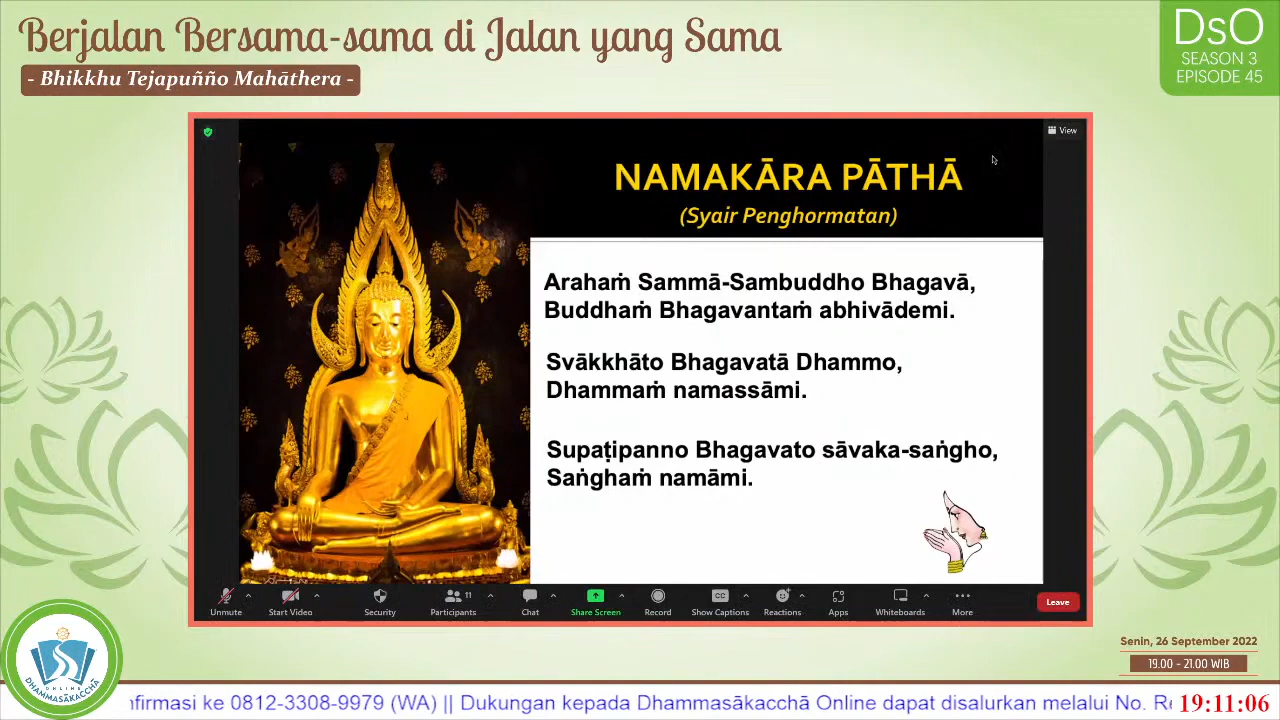 Berjalan Bersama-sama di Jalan yang Sama
- Bhikkhu Tejapuñño Mahāthera -
DsO
SEASON 3
EPISODE 45
View
NAMAKĀRA PĀTHĀ
(Syair Penghormatan)
Arahaṁ Sammā-Sambuddho Bhagavā,
Buddhaṁ Bhagavantaṁ abhivādemi.
Svākkhāto Bhagavatā Dhammo,
Dhammaṁ namassāmi.
Supaṭipanno Bhagavato sāvaka-saṅgho,
Saṅghaṁ namāmi.
Unmute Start Video Security Participants 11 Chat Share Screen Record Show Captions Reactions Apps Whiteboards More Leave
ONLINE
DHAMMASĀKACCHĀ
Senin, 26 September 2022
19.00 - 21.00 WIB
nfirmasi ke 0812-3308-9979 (WA) || Dukungan kepada Dhammasākacchā Online dapat disalurkan melalui No. Re
19:11:06